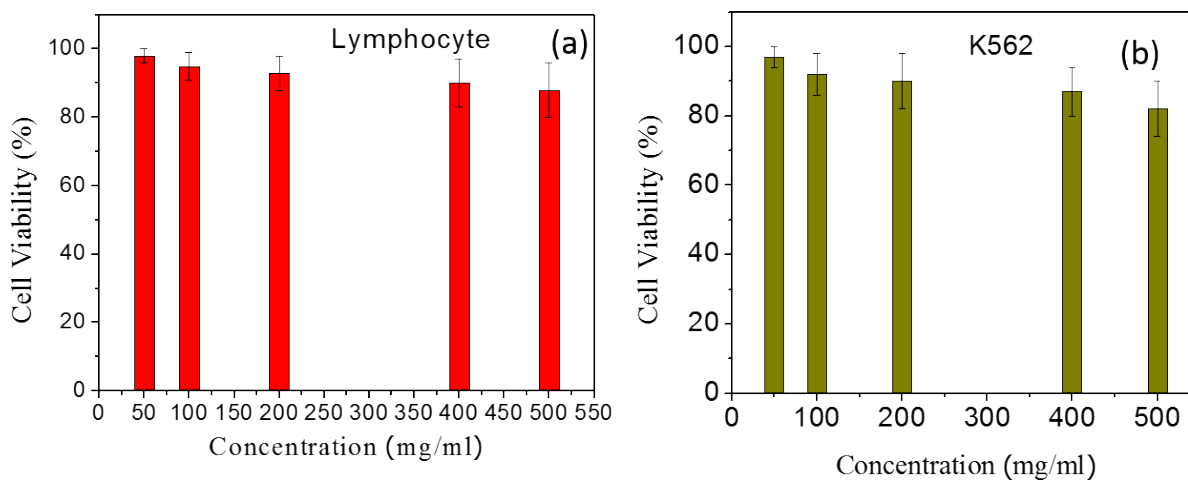 Lymphocyte
(a)
Cell Viability (%)
100
80
60
40
20
0
0 50 100 150 200 250 300 350 400 450 500 550
Concentration (mg/ml)
K562
(b)
Cell Viability (%)
100
80
60
40
20
0
0 100 200 300 400 500
Concentration (mg/ml)